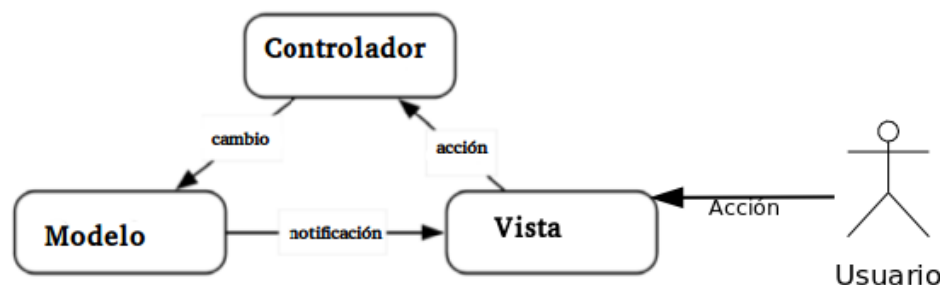 Controlador
cambio
acción
Modelo
notificación
Vista
Acción
Usuario